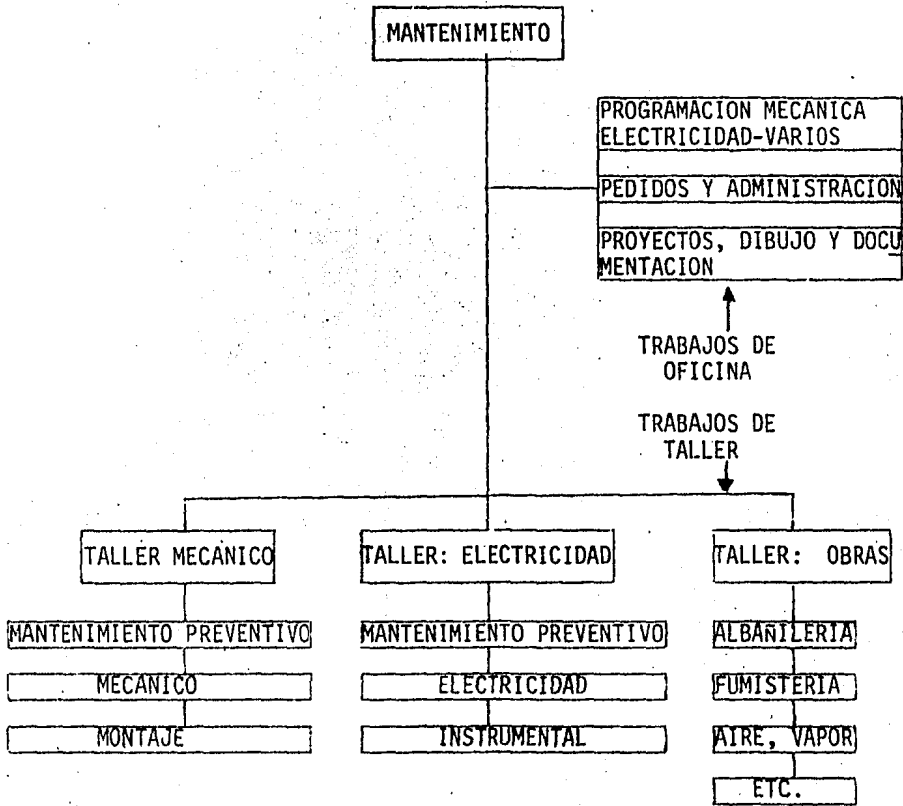 MANTENIMIENTO
PROGRAMACION MECANICA
ELECTRICIDAD-VARIOS
PEDIDOS Y ADMINISTRACION
PROYECTOS, DIBUJO Y DOCU
MENTACION
TRABAJOS DE
OFICINA
TRABAJOS DE
TALLER
TALLER MECANICO
TALLER: ELECTRICIDAD
TALLER: OBRAS
MANTENIMIENTO PREVENTIVO
MANTENIMIENTO PREVENTIVO
ALBAÑILERIA
MECANICO
ELECTRICIDAD
FUMISTERIA
MONTAJE
INSTRUMENTAL
AIRE, VAPOR
ETC.